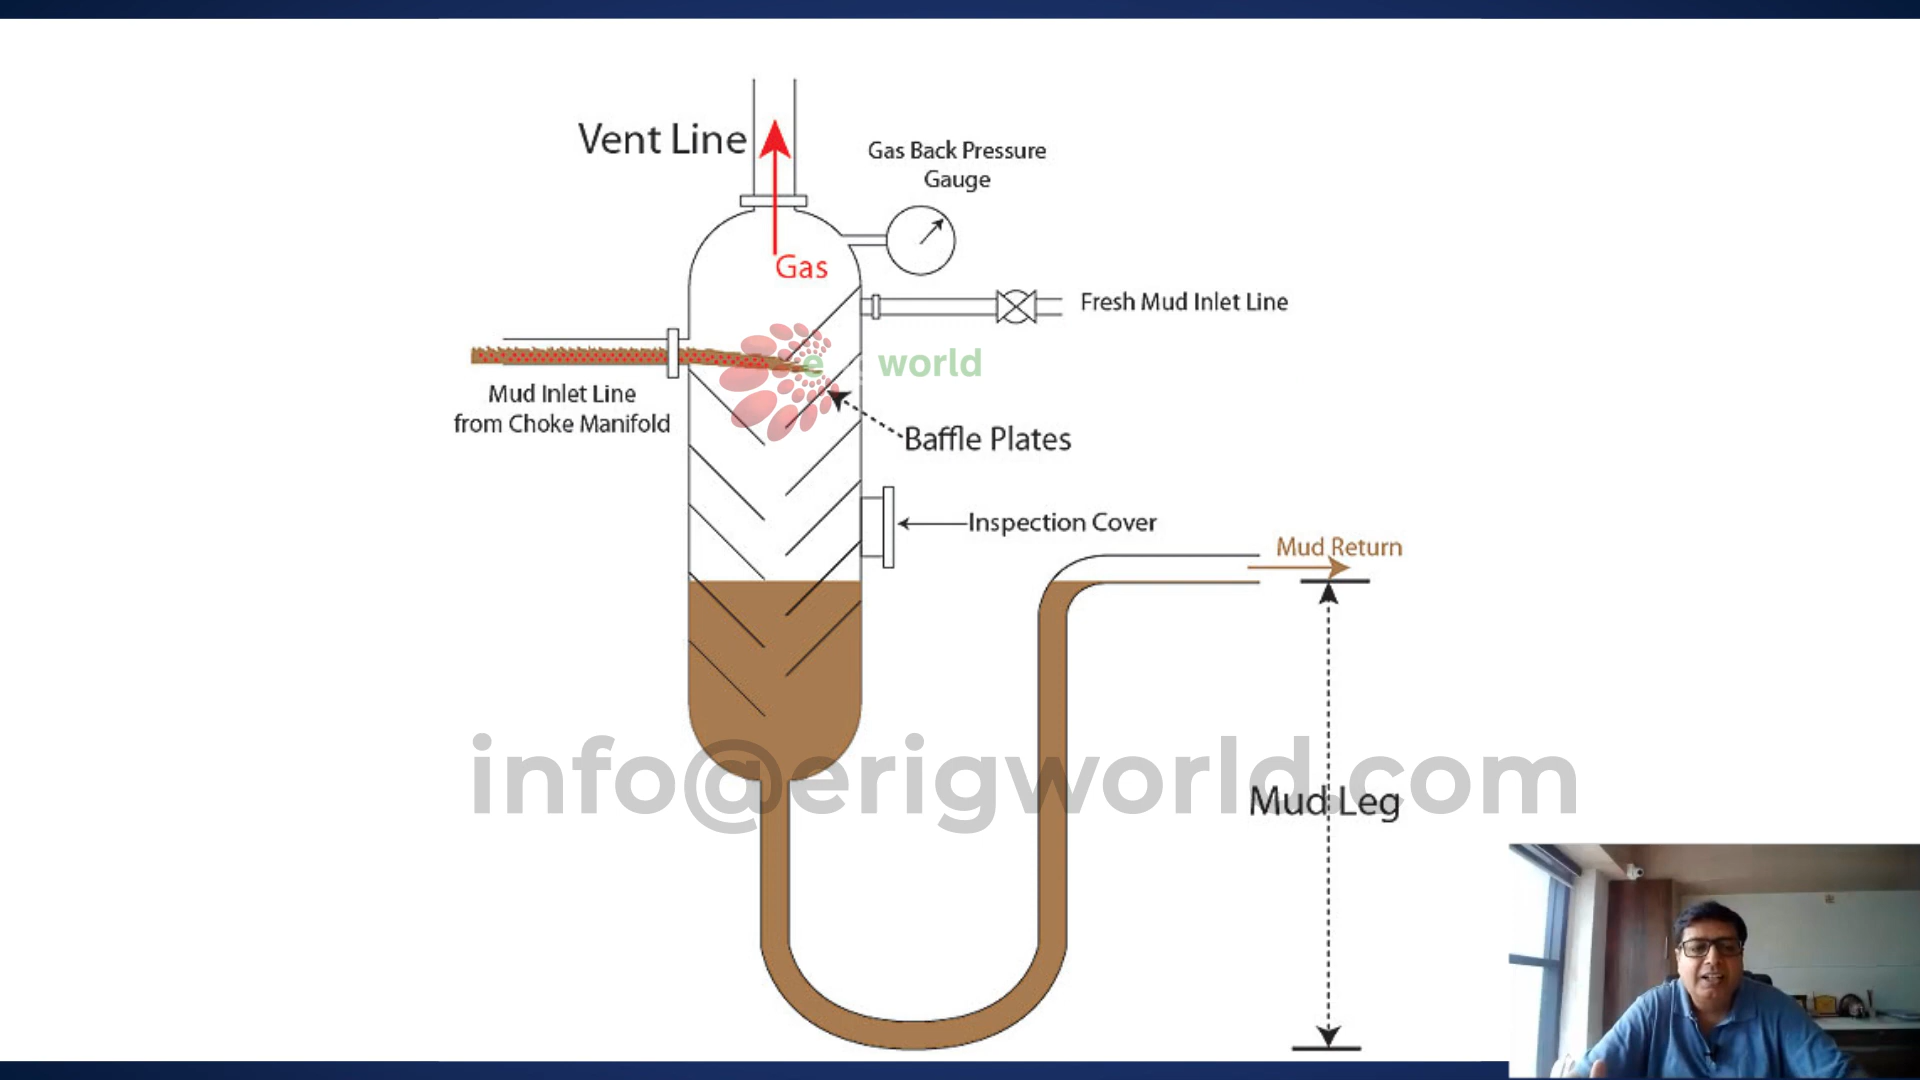 Vent Line
Gas Back Pressure
Gauge
Gas
Fresh Mud Inlet Line
e world
Mud Inlet Line
from Choke Manifold
Baffle Plates
Inspection Cover
Mud Return
info@erigworld.com
Mud Leg